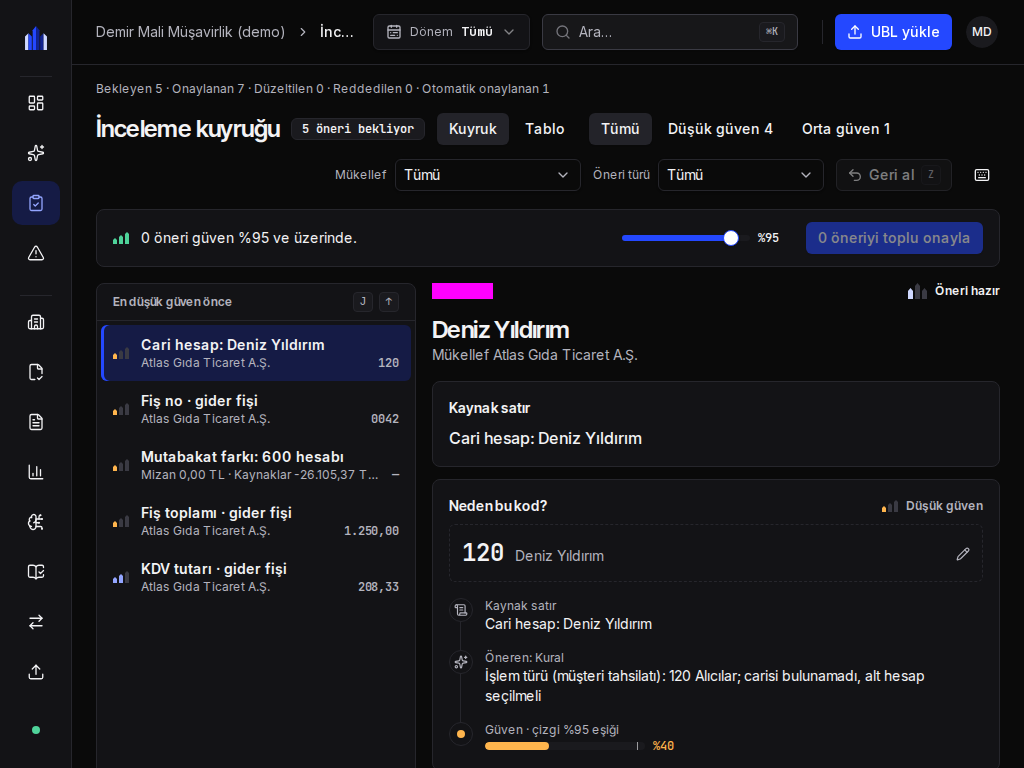 Demir Mali Müşavirlik (demo) > İnc… Dönem Tümü Ara… ⌘K UBL yükle MD
Bekleyen 5 · Onaylanan 7 · Düzeltilen 0 · Reddedilen 0 · Otomatik onaylanan 1
İnceleme kuyruğu 5 öneri bekliyor Kuyruk Tablo Tümü Düşük güven 4 Orta güven 1
Mükellef Tümü Öneri türü Tümü Geri al Z
0 öneri güven %95 ve üzerinde. %95 0 öneriyi toplu onayla
En düşük güven önce J ↑
Cari hesap: Deniz Yıldırım
Atlas Gıda Ticaret A.Ş. 120
Fiş no · gider fişi
Atlas Gıda Ticaret A.Ş. 0042
Mutabakat farkı: 600 hesabı
Mizan 0,00 TL · Kaynaklar -26.105,37 T… —
Fiş toplamı · gider fişi
Atlas Gıda Ticaret A.Ş. 1.250,00
KDV tutarı · gider fişi
Atlas Gıda Ticaret A.Ş. 208,33
Öneri hazır
Deniz Yıldırım
Mükellef Atlas Gıda Ticaret A.Ş.
Kaynak satır
Cari hesap: Deniz Yıldırım
Neden bu kod? Düşük güven
120 Deniz Yıldırım
Kaynak satır
Cari hesap: Deniz Yıldırım
Öneren: Kural
İşlem türü (müşteri tahsilatı): 120 Alıcılar; carisi bulunamadı, alt hesap
seçilmeli
Güven · çizgi %95 eşiği
%40